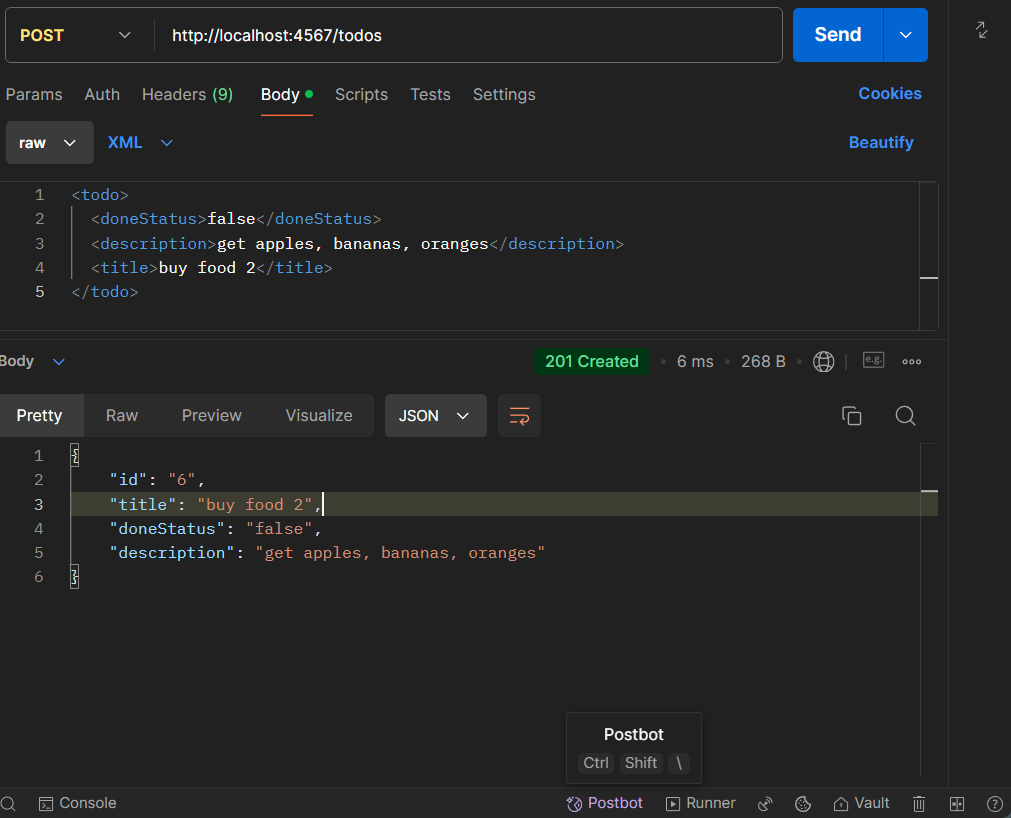 POST http://localhost:4567/todos Send
Params Auth Headers (9) Body Scripts Tests Settings Cookies
raw XML Beautify
1 <todo>
2 <doneStatus>false</doneStatus>
3 <description>get apples, bananas, oranges</description>
4 <title>buy food 2</title>
5 </todo>
Body 201 Created 6 ms 268 B e.g.
Pretty Raw Preview Visualize JSON
1 {
2 "id": "6",
3 "title": "buy food 2",
4 "doneStatus": "false",
5 "description": "get apples, bananas, oranges"
6 }
Postbot
Ctrl Shift \
Console Postbot Runner Vault